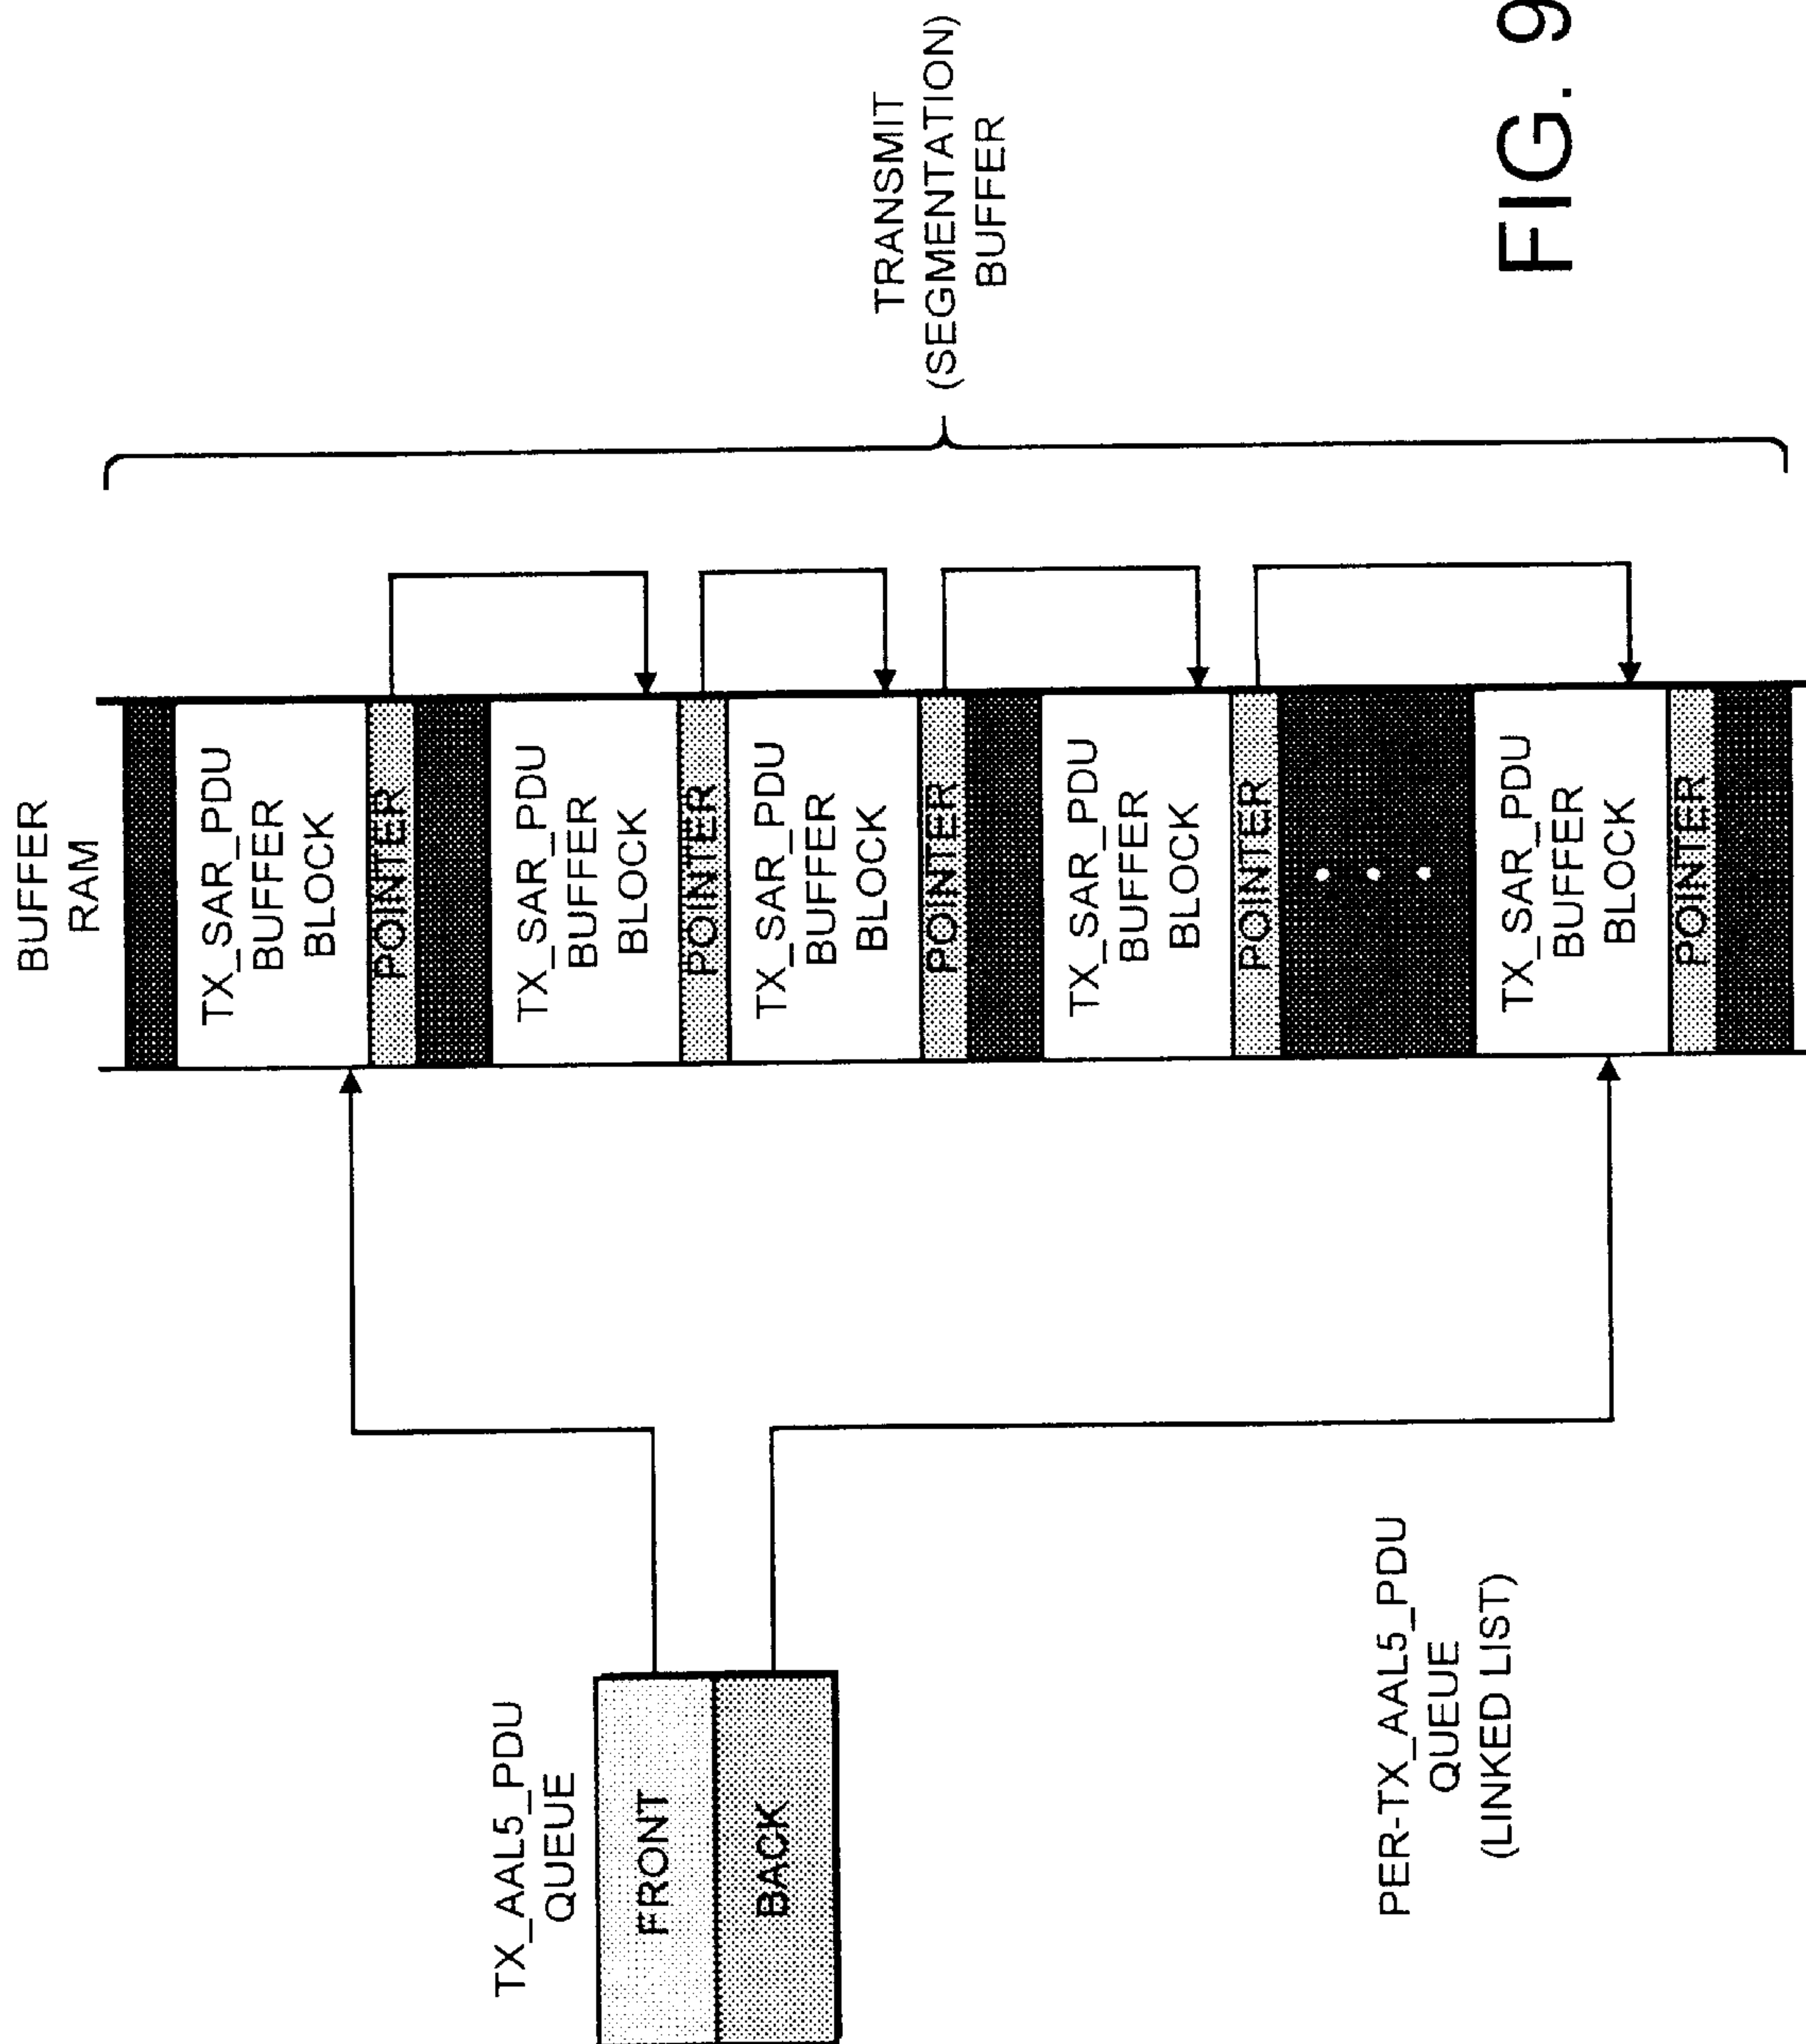 BUFFER
RAM
TX_SAR_PDU
BUFFER
BLOCK
POINTER
TX_SAR_PDU
BUFFER
BLOCK
POINTER
TX_SAR_PDU
BUFFER
BLOCK
POINTER
TX_SAR_PDU
BUFFER
BLOCK
POINTER
TX_SAR_PDU
BUFFER
BLOCK
POINTER
TX_AAL5_PDU
QUEUE
FRONT
BACK
PER-TX_AAL5_PDU
QUEUE
(LINKED LIST)
TRANSMIT
(SEGMENTATION)
BUFFER
FIG. 9